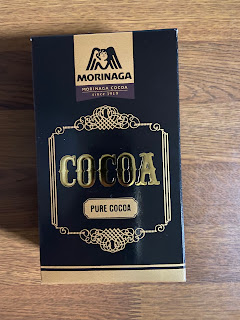 MORINAGA
MORINAGA COCOA
SINCE 1919
COCOA
PURE COCOA